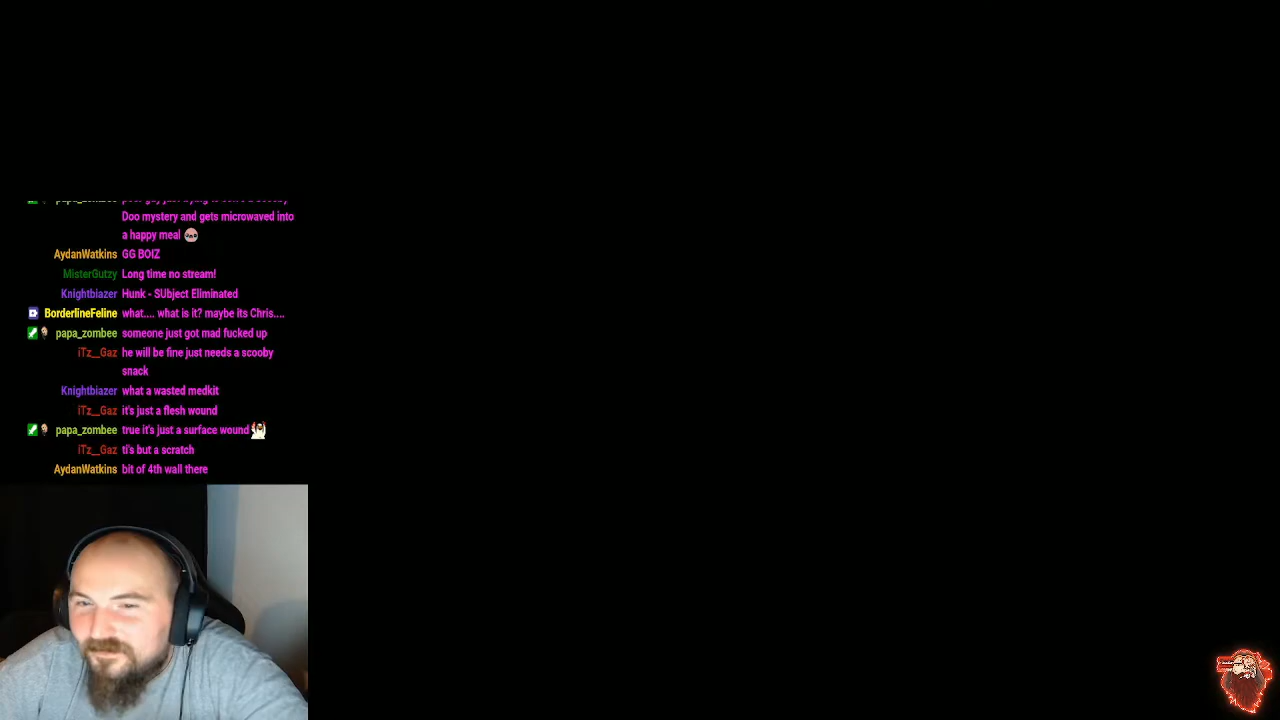 Doo mystery and gets microwaved into
a happy meal
AydanWatkins GG BOIZ
MisterGutzy Long time no stream!
Knightbiazer Hunk - SUbject Eliminated
BorderlineFeline what.... what is it? maybe its Chris....
papa_zombee someone just got mad fucked up
iTz__Gaz he will be fine just needs a scooby
snack
Knightbiazer what a wasted medkit
iTz__Gaz it's just a flesh wound
papa_zombee true it's just a surface wound
iTz__Gaz ti's but a scratch
AydanWatkins bit of 4th wall there